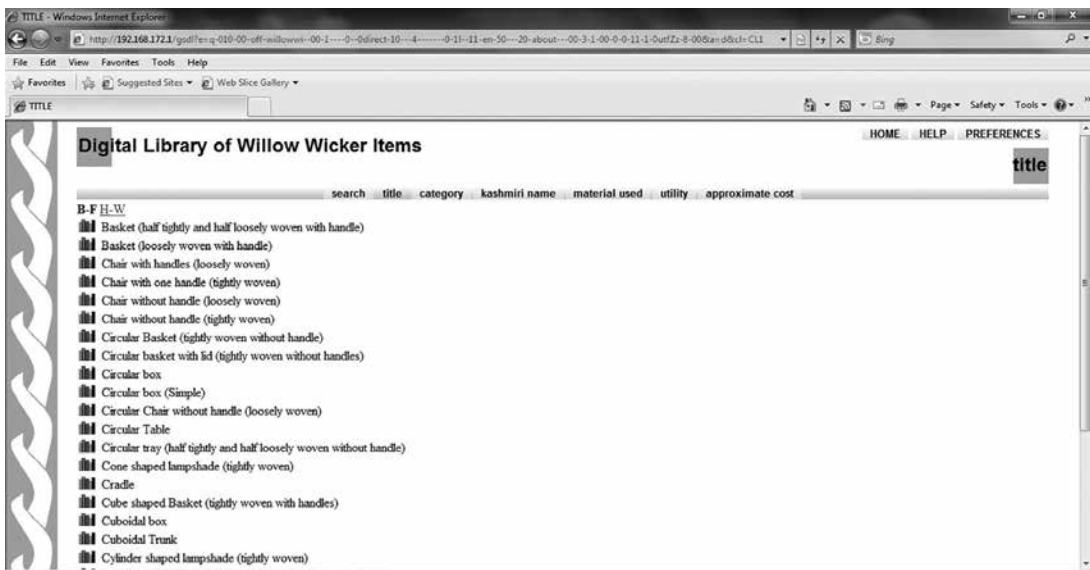 TITLE - Windows Internet Explorer
Bing
File Edit View Favorites Tools Help
Favorites Suggested Sites Web Slice Gallery
TITLE Page Safety Tools
HOME HELP PREFERENCES
Digital Library of Willow Wicker Items
title
search title category kashmiri name material used utility approximate cost
B-F H-W
Basket (half tightly and half loosely woven with handle)
Basket (loosely woven with handle)
Chair with handles (loosely woven)
Chair with one handle (tightly woven)
Chair without handle (loosely woven)
Chair without handle (tightly woven)
Circular Basket (tightly woven without handle)
Circular basket with lid (tightly woven without handles)
Circular box
Circular box (Simple)
Circular Chair without handle (loosely woven)
Circular Table
Circular tray (half tightly and half loosely woven without handle)
Cone shaped lampshade (tightly woven)
Cradle
Cube shaped Basket (tightly woven with handles)
Cuboidal box
Cuboidal Trunk
Cylinder shaped lampshade (tightly woven)